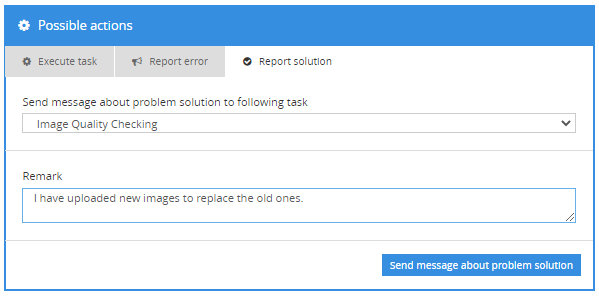 Possible actions
Execute task Report error Report solution
Send message about problem solution to following task
Image Quality Checking
Remark
I have uploaded new images to replace the old ones.
Send message about problem solution